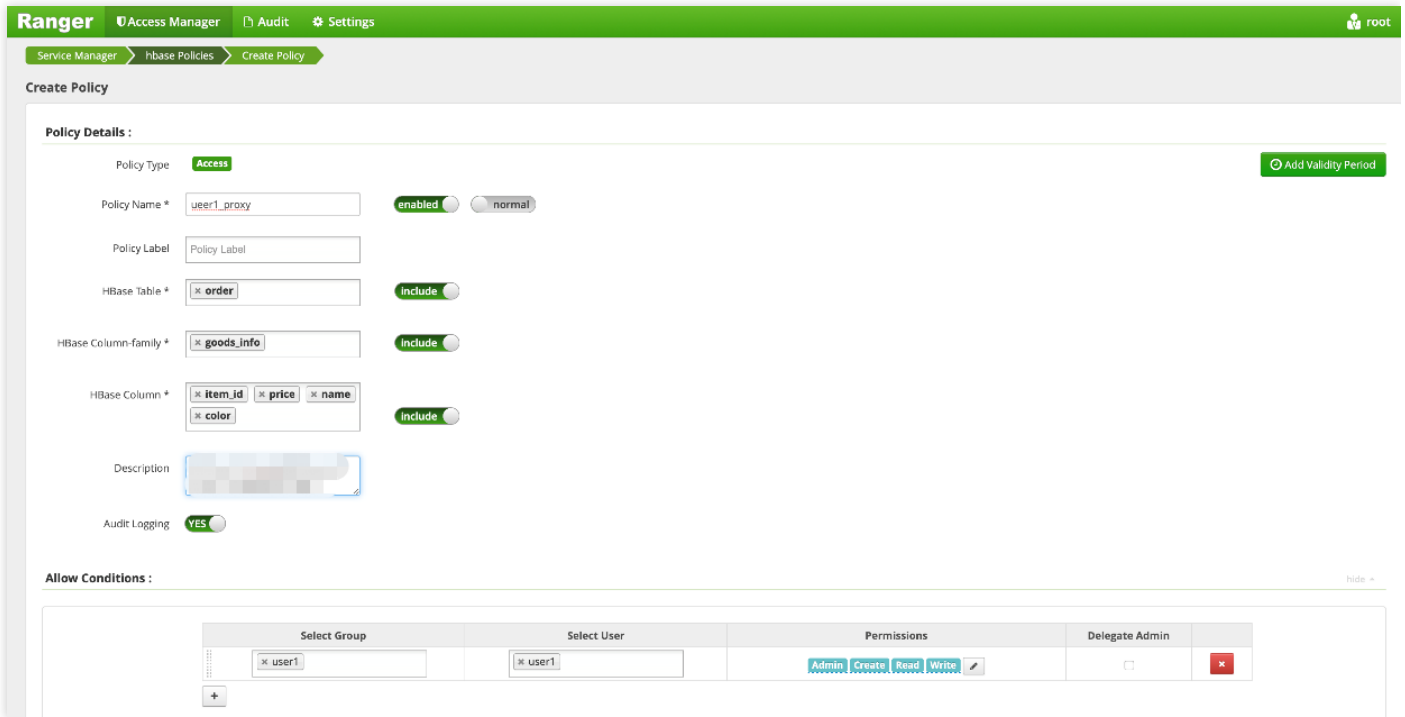 Ranger Access Manager Audit Settings root
Service Manager hbase Policies Create Policy
Create Policy
Policy Details :
Policy Type Access Add Validity Period
Policy Name * ueer1_proxy enabled normal
Policy Label Policy Label
HBase Table * × order include
HBase Column-family * × goods_info include
HBase Column * × item_id × price × name
× color include
Description
Audit Logging YES
Allow Conditions : hide
Select Group Select User Permissions Delegate Admin
× user1 × user1 Admin Create Read Write ×
+